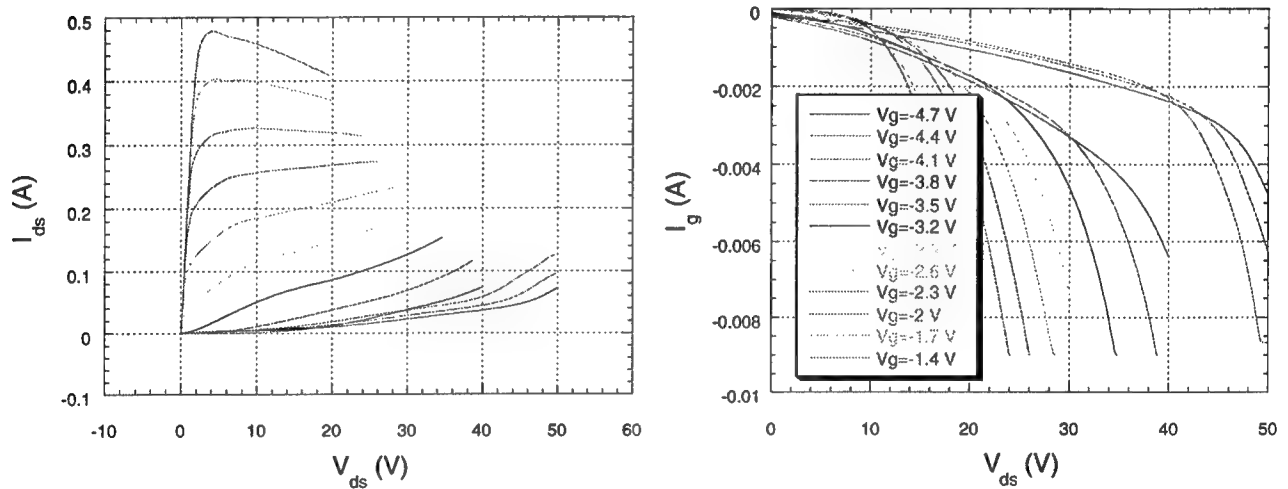 0.5
0.4
0.3
0.2
0.1
0
-0.1
-10 0 10 20 30 40 50 60
I_ds (A)
V_ds (V)
0
-0.002
-0.004
-0.006
-0.008
-0.01
0 10 20 30 40 50
I_g (A)
V_ds (V)
Vg=-4.7 V
Vg=-4.4 V
Vg=-4.1 V
Vg=-3.8 V
Vg=-3.5 V
Vg=-3.2 V
Vg=-2.6 V
Vg=-2.3 V
Vg=-2 V
Vg=-1.7 V
Vg=-1.4 V